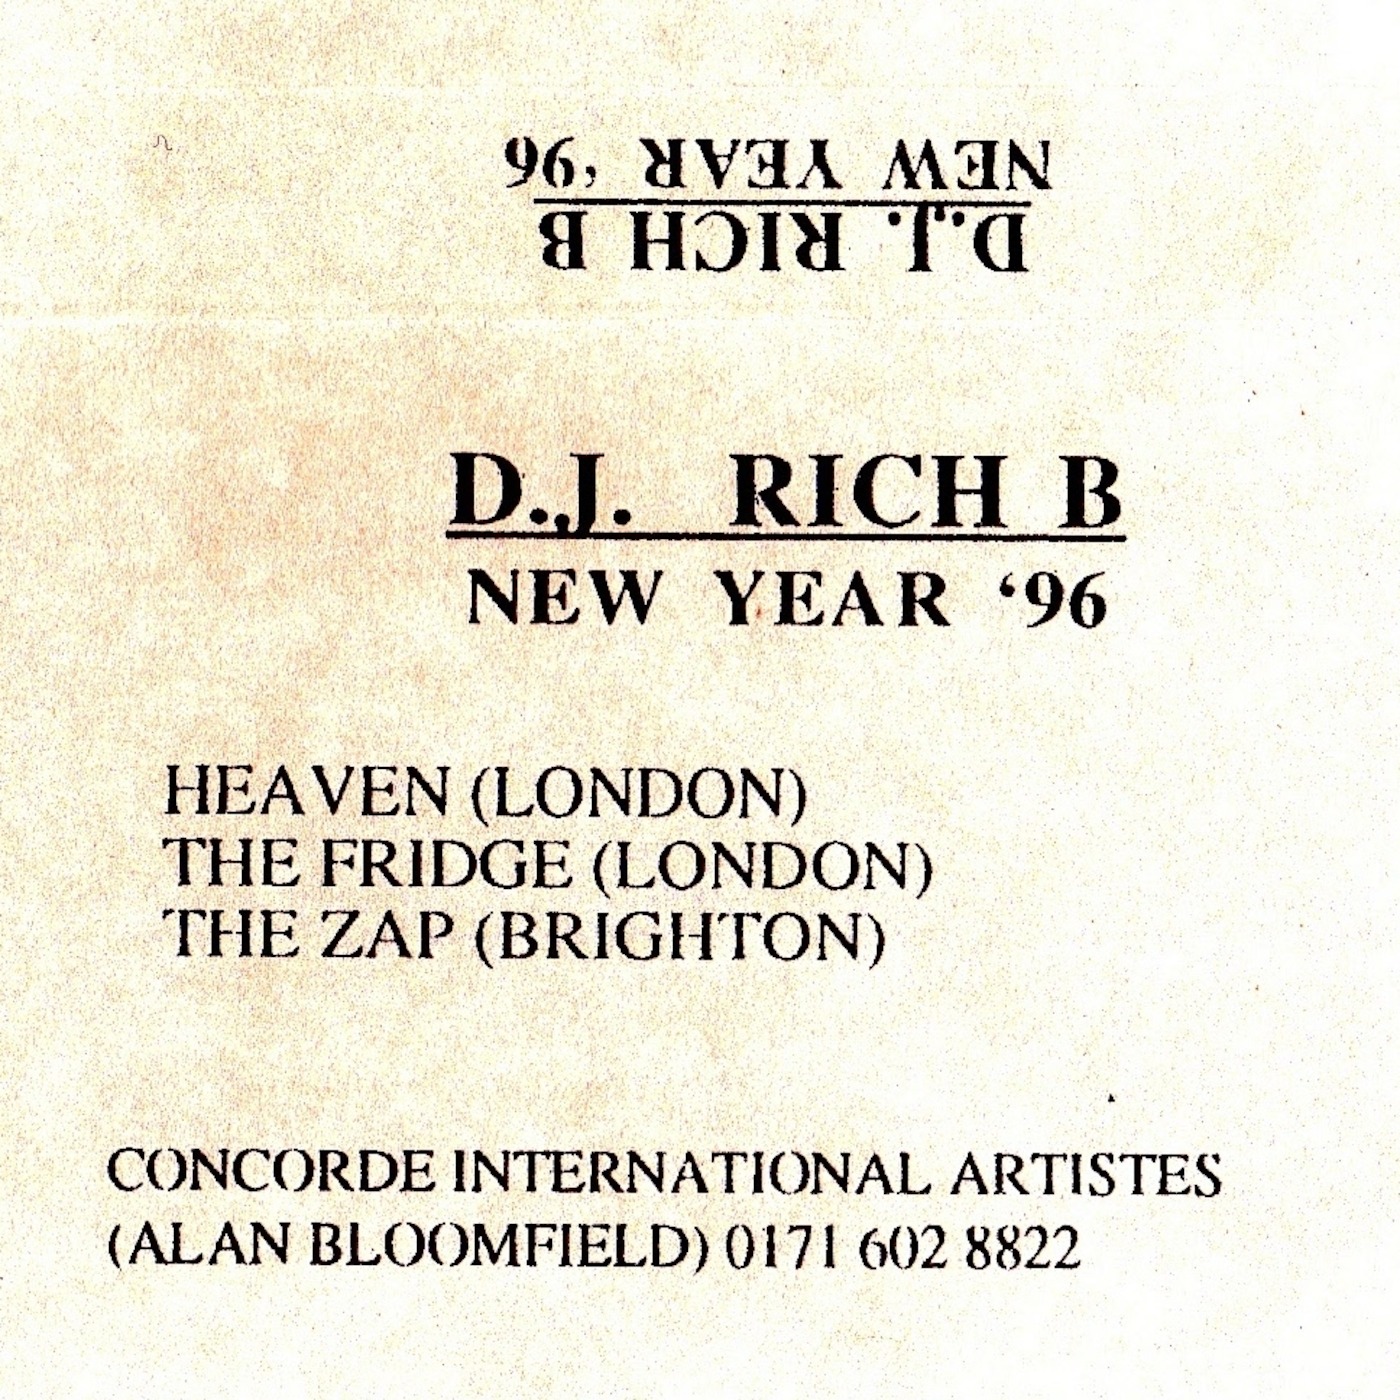 D.J. RICH B
NEW YEAR ‘96
D.J. RICH B
NEW YEAR ‘96
HEAVEN (LONDON)
THE FRIDGE (LONDON)
THE ZAP (BRIGHTON)
CONCORDE INTERNATIONAL ARTISTES
(ALAN BLOOMFIELD) 0171 602 8822